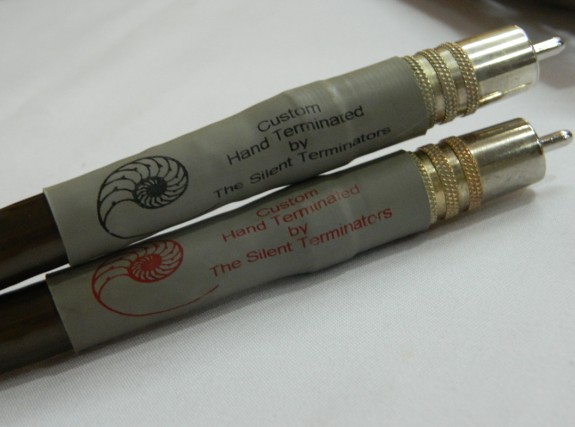 Custom
Hand Terminated
by
The Silent Terminators
Custom
Hand Terminated
by
The Silent Terminators